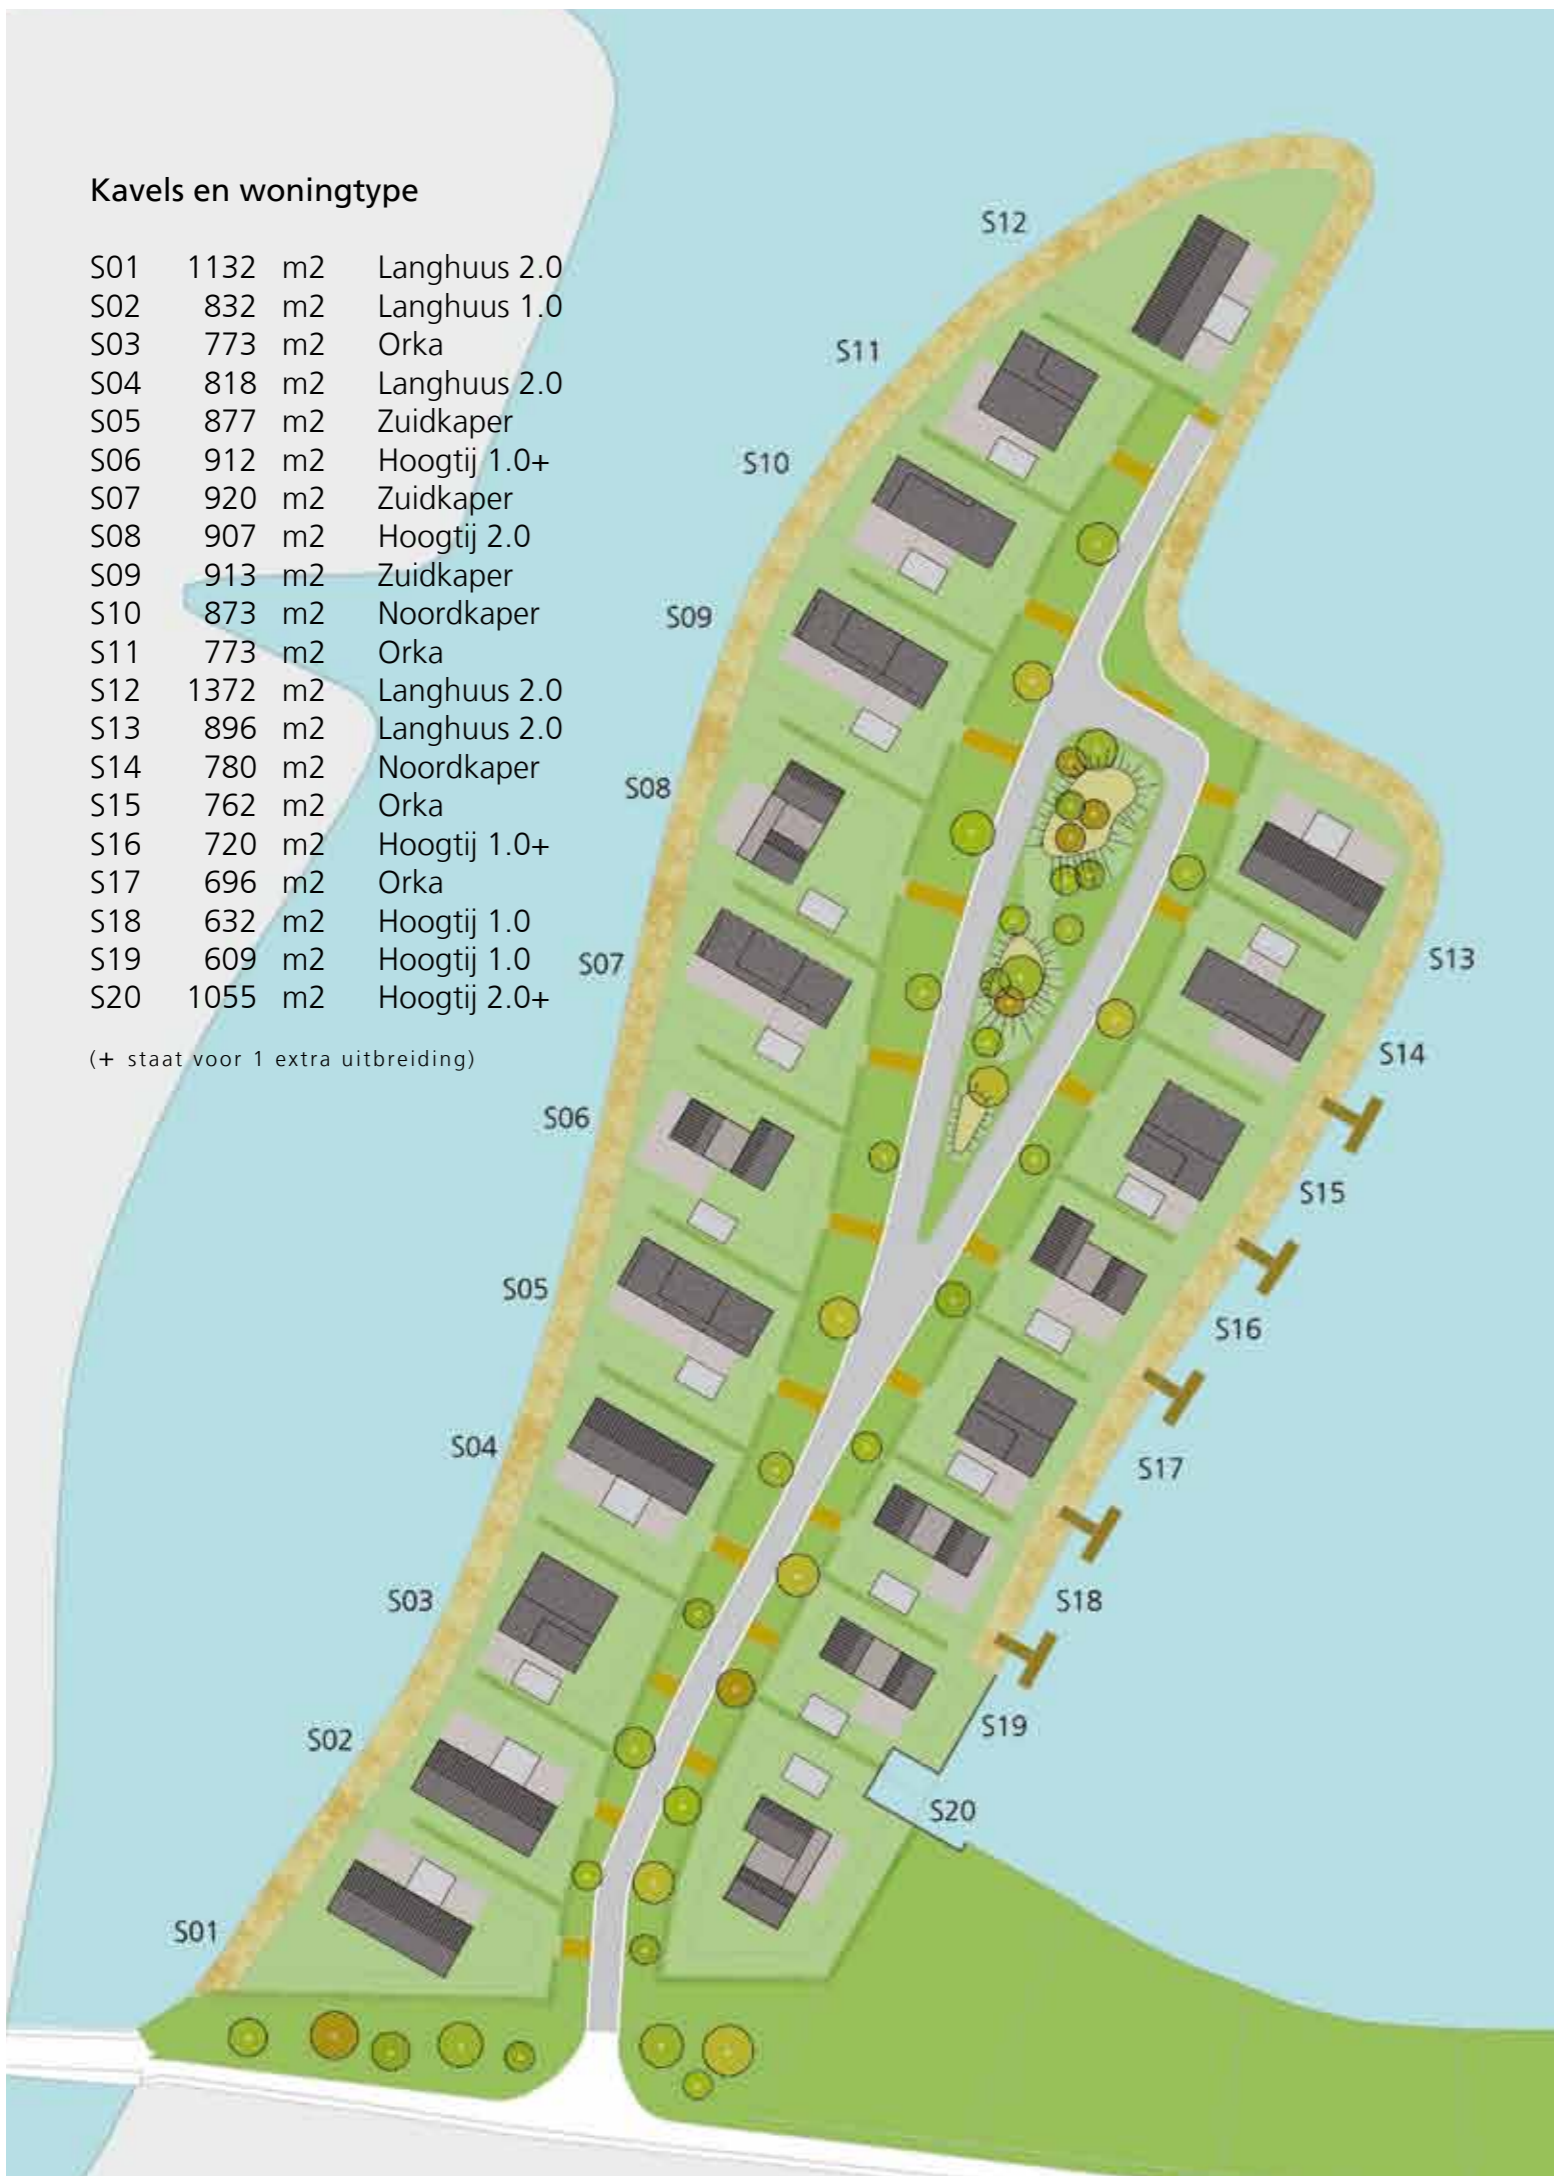 Kavels en woningtype
S01 1132 m2 Langhuus 2.0
S02 832 m2 Langhuus 1.0
S03 773 m2 Orka
S04 818 m2 Langhuus 2.0
S05 877 m2 Zuidkaper
S06 912 m2 Hoogtij 1.0+
S07 920 m2 Zuidkaper
S08 907 m2 Hoogtij 2.0
S09 913 m2 Zuidkaper
S10 873 m2 Noordkaper
S11 773 m2 Orka
S12 1372 m2 Langhuus 2.0
S13 896 m2 Langhuus 2.0
S14 780 m2 Noordkaper
S15 762 m2 Orka
S16 720 m2 Hoogtij 1.0+
S17 696 m2 Orka
S18 632 m2 Hoogtij 1.0
S19 609 m2 Hoogtij 1.0
S20 1055 m2 Hoogtij 2.0+
(+ staat voor 1 extra uitbreiding)
S12
S11
S10
S09
S08
S07
S13
S14
S06
S15
S05
S16
S04
S17
S03
S18
S19
S02
S20
S01